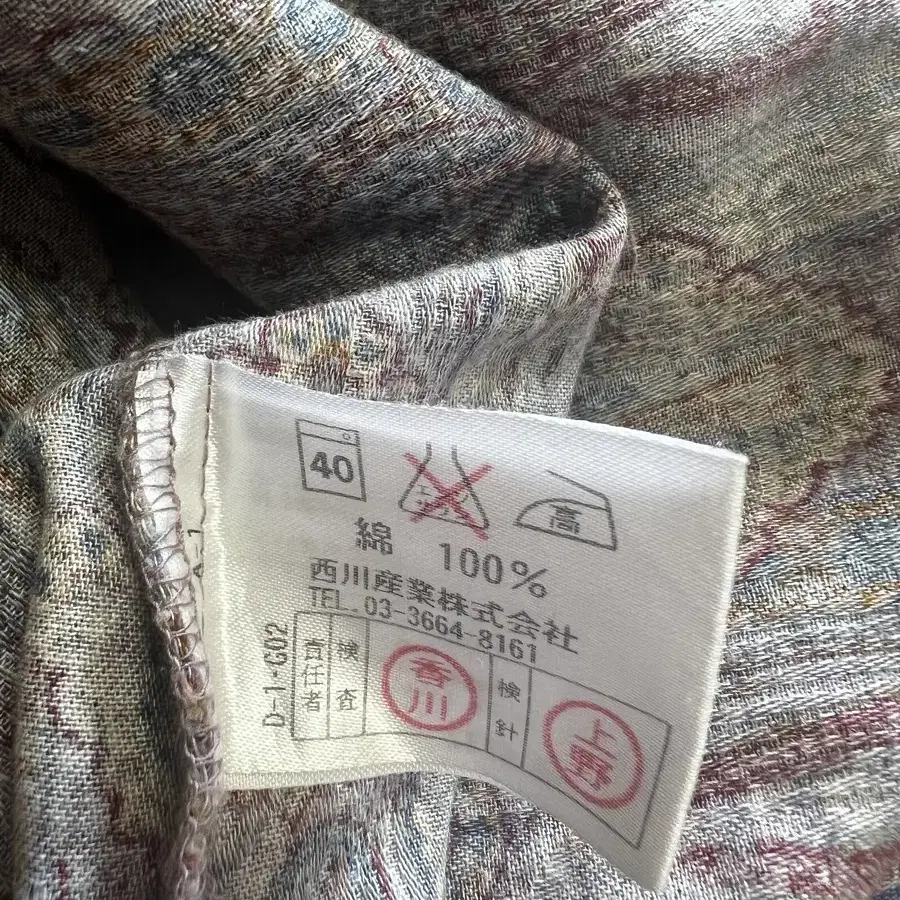 40
高
綿 100%
西川産業株式会社
TEL. 03-3664-8161
D-1・G02
責任者
検査
香川
検針
上野
A-1